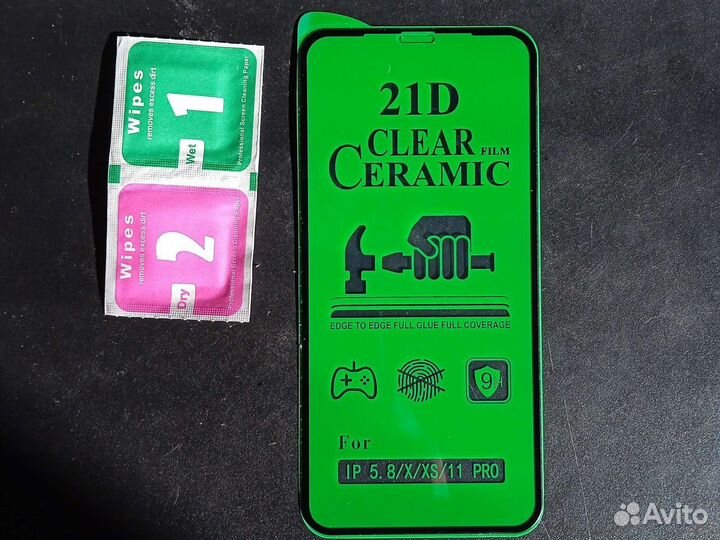 Wipes
removes excess dirt
1
Wet
Professional Screen Cleaning Paper
Wipes
removes excess dirt
2
Dry
Professional Screen Cleaning Paper
21D
CLEAR FILM
CERAMIC
EDGE TO EDGE FULL GLUE FULL COVERAGE
9H
For
IP 5.8/X/XS/11 PRO
Avito